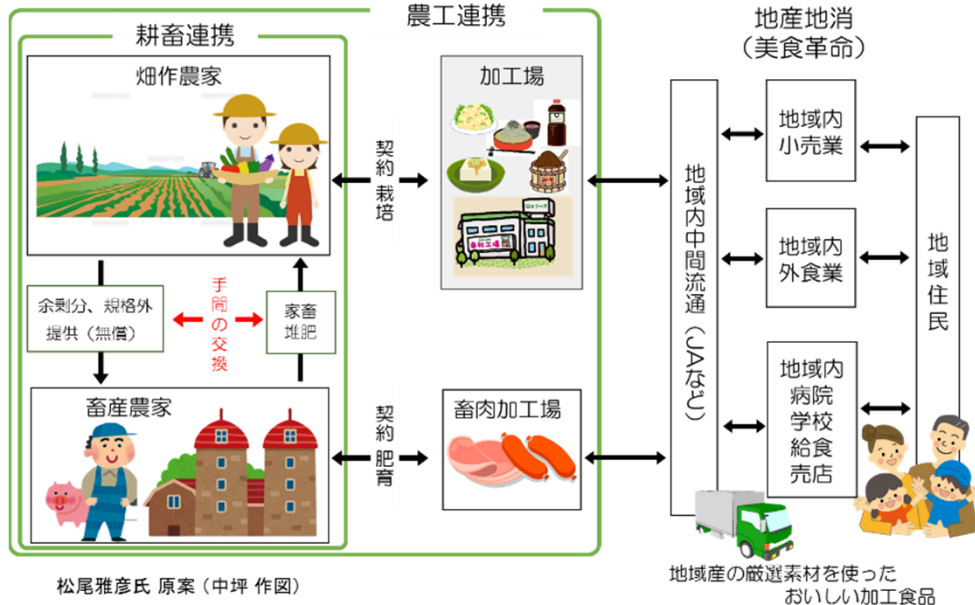 農工連携
耕畜連携
畑作農家
契約栽培
加工場
余剰分、規格外
提供（無償）
手間の交換
家畜
堆肥
畜産農家
契約肥育
畜肉加工場
地産地消
（美食革命）
地域内中間流通（JAなど）
地域内
小売業
地域内
外食業
地域内
病院
学校
給食
売店
地域住民
松尾雅彦氏 原案（中坪 作図）
地域産の厳選素材を使った
おいしい加工食品